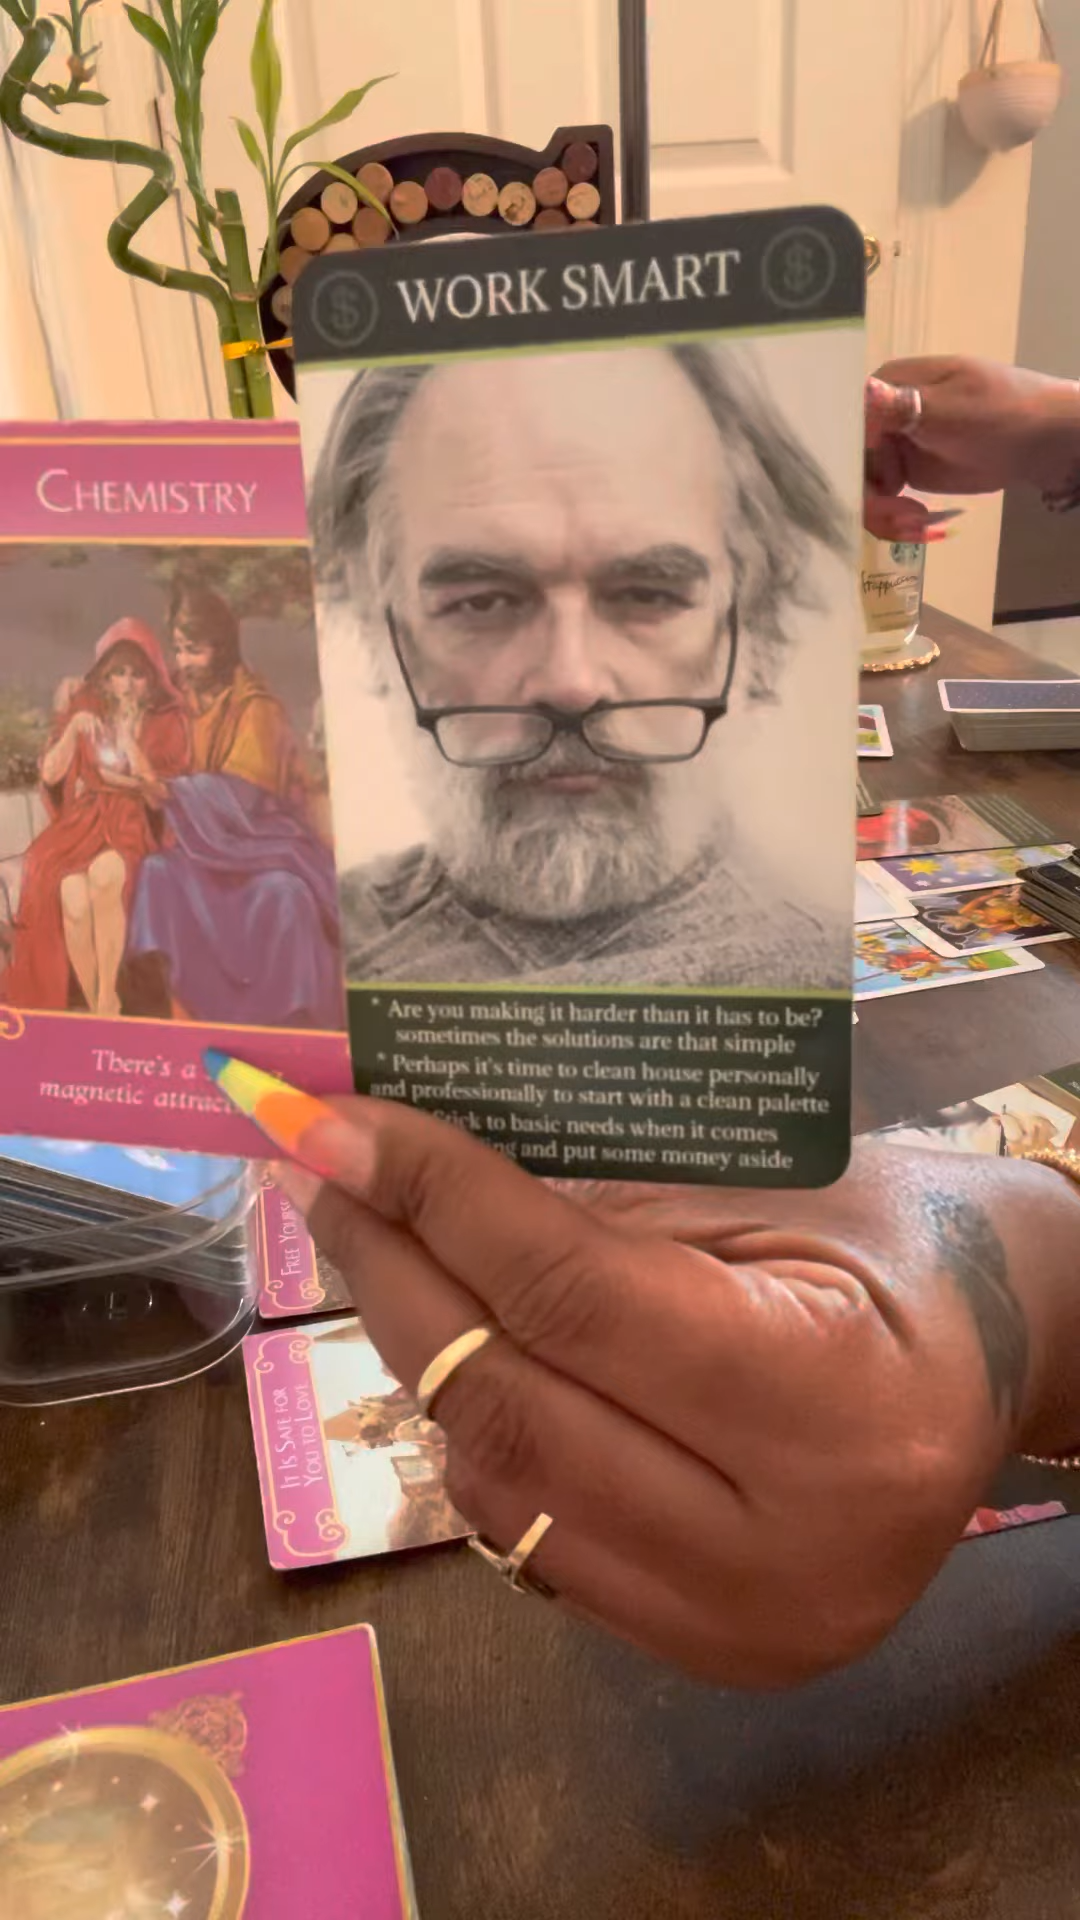 WORK SMART
$ $
CHEMISTRY
frappuccino
* Are you making it harder than it has to be?
sometimes the solutions are that simple
* Perhaps it's time to clean house personally
and professionally to start with a clean palette
Stick to basic needs when it comes
and put some money aside
There's a
magnetic
FREE
IT IS SAFE FOR
YOU TO LOVE